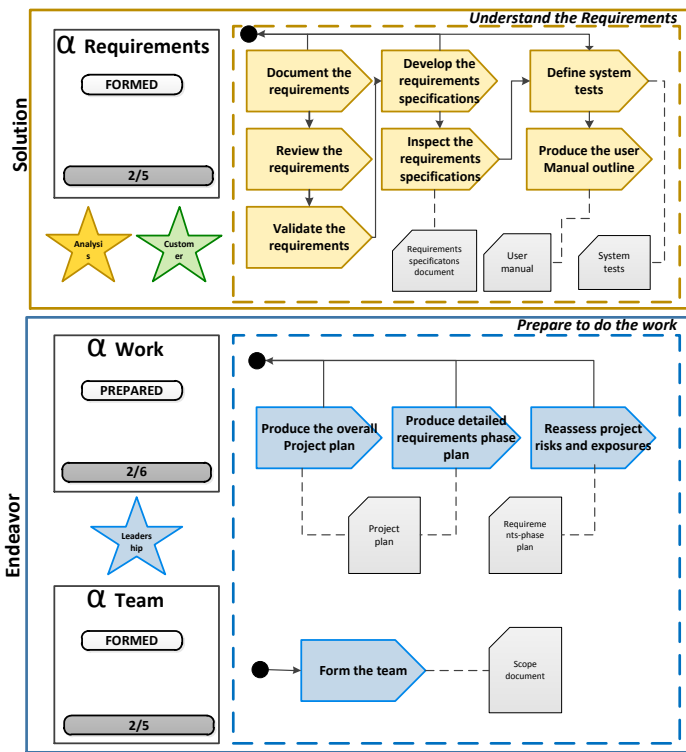 Understand the Requirements
Solution
α Requirements
FORMED
2/5
Analysi
s
Custom
er
Document the
requirements
Review the
requirements
Validate the
requirements
Develop the
requirements
specifications
Inspect the
requirements
specifications
Define system
tests
Produce the user
Manual outline
Requirements
specificatons
document
User
manual
System
tests
Prepare to do the work
Endeavor
α Work
PREPARED
2/6
Leaders
hip
Produce the overall
Project plan
Produce detailed
requirements phase
plan
Reassess project
risks and exposures
Project
plan
Requireme
nts-phase
plan
α Team
FORMED
2/5
Form the team
Scope
document